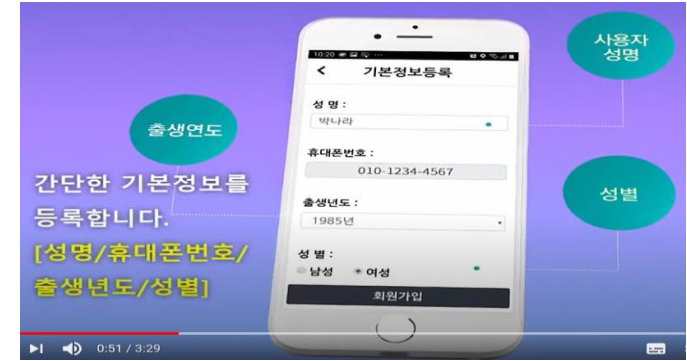 사용자
성명
10:20
기본정보등록
성 명 :
박나라
출생연도
휴대폰번호 :
010-1234-4567
간단한 기본정보를
등록합니다.
[성명/휴대폰번호/
출생년도/성별]
출생년도 :
1985년
성별
성 별 :
남성 여성
회원가입
0:51 / 3:29